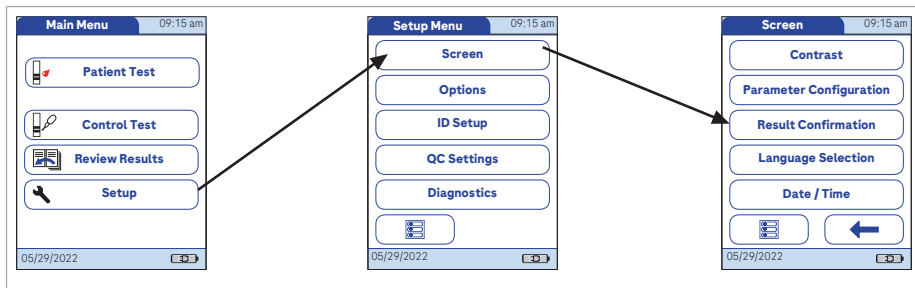 Main Menu 09:15 am
Patient Test
Control Test
Review Results
Setup
05/29/2022
Setup Menu 09:15 am
Screen
Options
ID Setup
QC Settings
Diagnostics
05/29/2022
Screen 09:15 am
Contrast
Parameter Configuration
Result Confirmation
Language Selection
Date / Time
05/29/2022